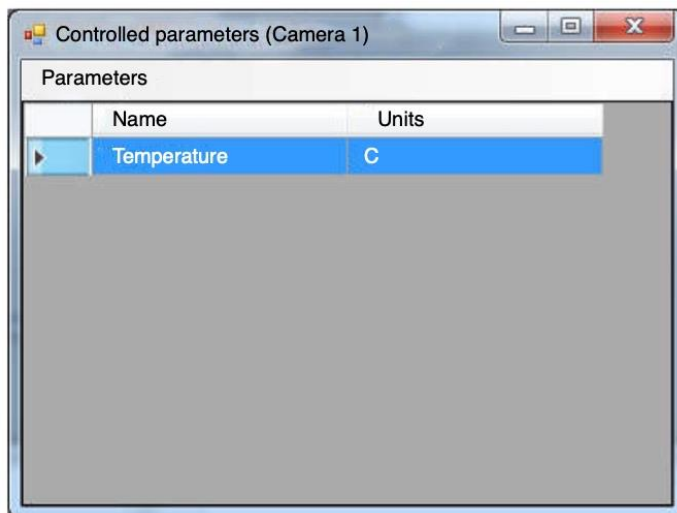 Controlled parameters (Camera 1)
Parameters
Name Units
Temperature C